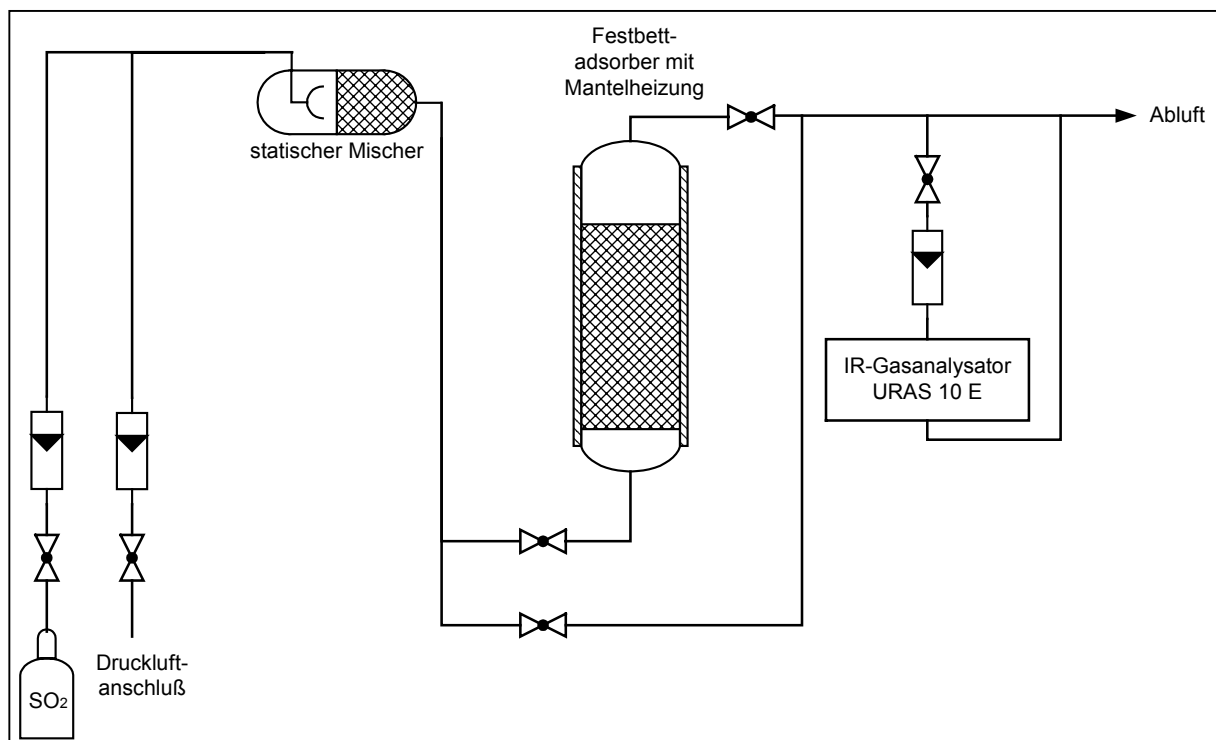 Festbett-
adsorber mit
Mantelheizung
Abluft
statischer Mischer
IR-Gasanalysator
URAS 10 E
Druckluft-
anschluß
SO₂